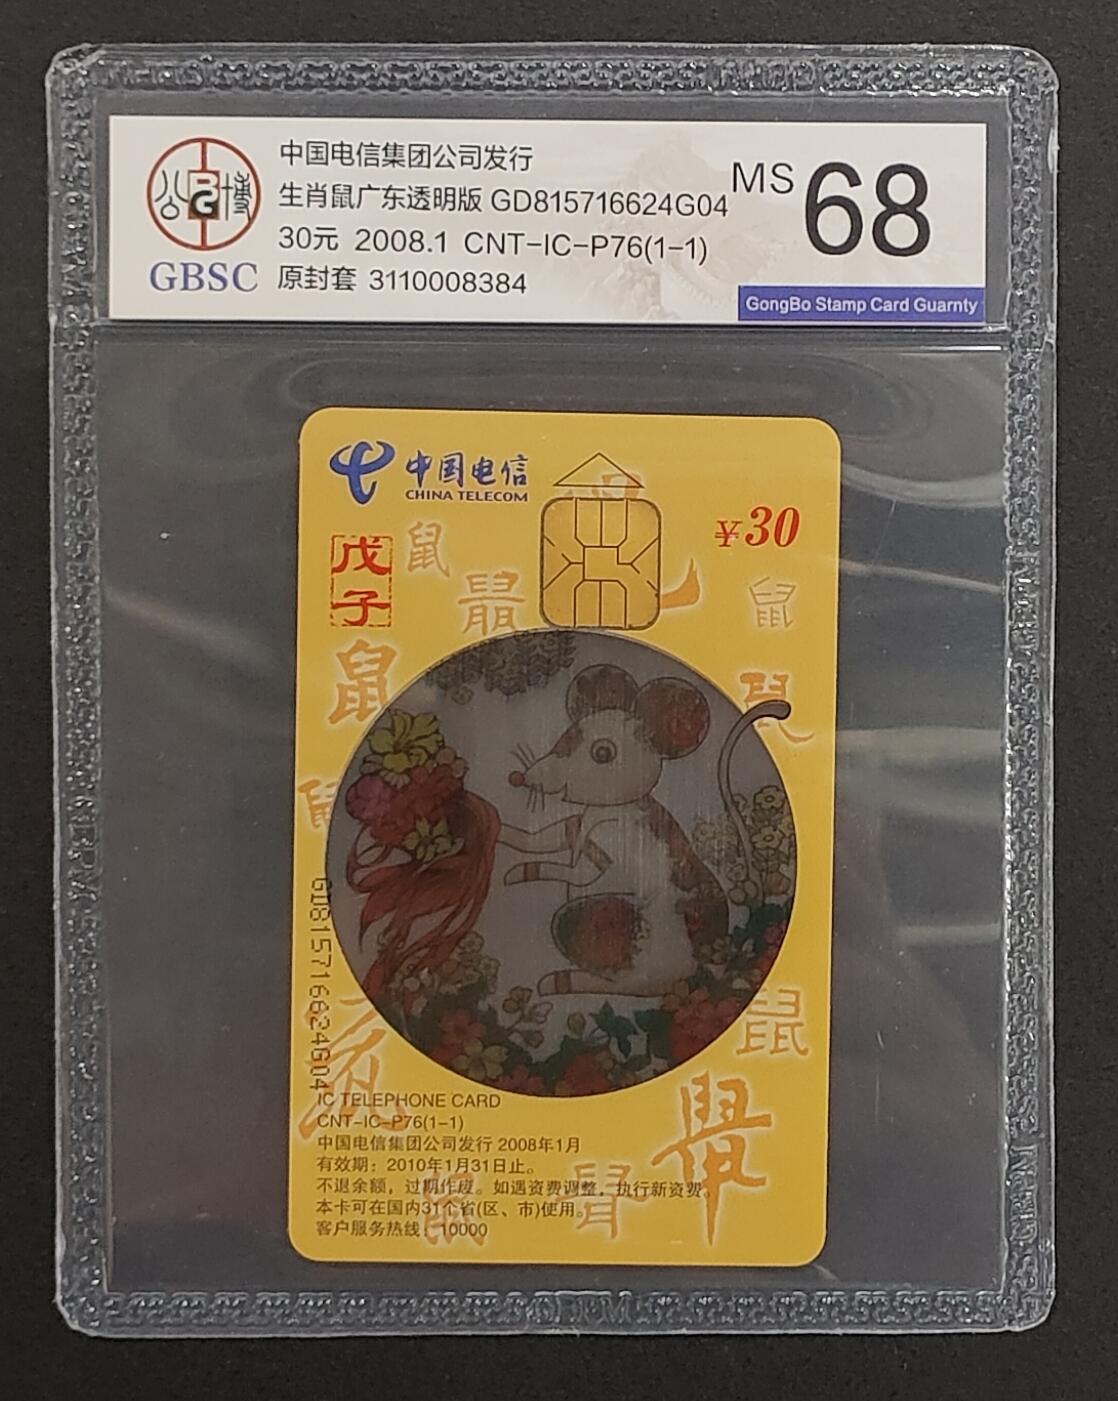 公博
GBSC
中国电信集团公司发行
生肖鼠广东透明版 GD815716624G04
30元 2008.1 CNT-IC-P76(1-1)
原封套 3110008384
MS 68
GongBo Stamp Card Guarnty
中国电信
CHINA TELECOM
¥30
戊子
鼠
鼠
鼠
鼠
GD815716624G04
IC TELEPHONE CARD
CNT-IC-P76(1-1)
中国电信集团公司发行 2008年1月
有效期：2010年1月31日止。
不退余额，过期作废。如遇资费调整，执行新资费。
本卡可在国内31个省(区、市)使用。
客户服务热线：10000